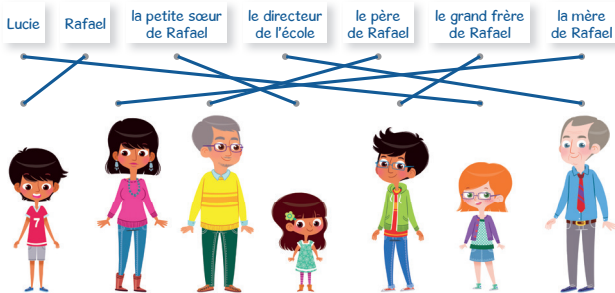 Lucie
Rafael
la petite sœur
de Rafael
le directeur
de l'école
le père
de Rafael
le grand frère
de Rafael
la mère
de Rafael
7